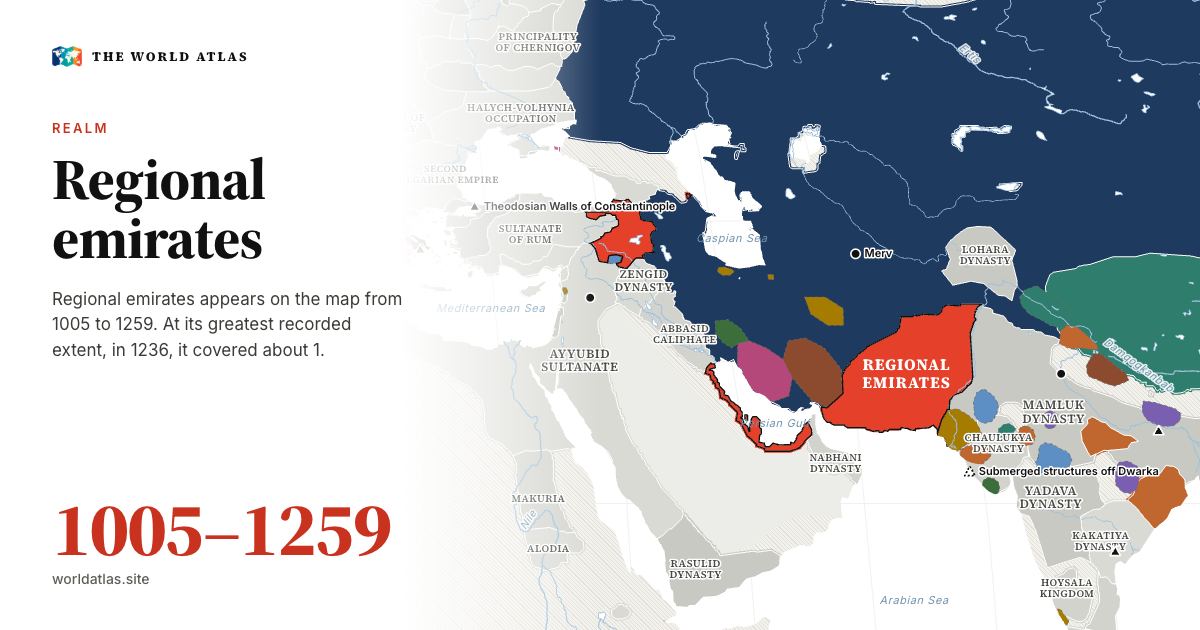 THE WORLD ATLAS
REALM
Regional
emirates
Regional emirates appears on the map from
1005 to 1259. At its greatest recorded
extent, in 1236, it covered about 1.
1005–1259
worldatlas.site
PRINCIPALITY
OF CHERNIGOV
Ertis
HALYCH-VOLHYNIA
OCCUPATION
OF
SECOND
GARIAN EMPIRE
Theodosian Walls of Constantinople
SULTANATE
OF RUM
Caspian Sea
Merv
LOHARA
DYNASTY
ZENGID
DYNASTY
Mediterranean Sea
ABBASID
CALIPHATE
AYYUBID
SULTANATE
REGIONAL
EMIRATES
Damqogkanbab
MAMLUK
DYNASTY
Persian Gulf
CHAULUKYA
DYNASTY
NABHANI
DYNASTY
Submerged structures off Dwarka
MAKURIA
Nile
YADAVA
DYNASTY
ALODIA
KAKATIYA
DYNASTY
RASULID
DYNASTY
HOYSALA
KINGDOM
Arabian Sea